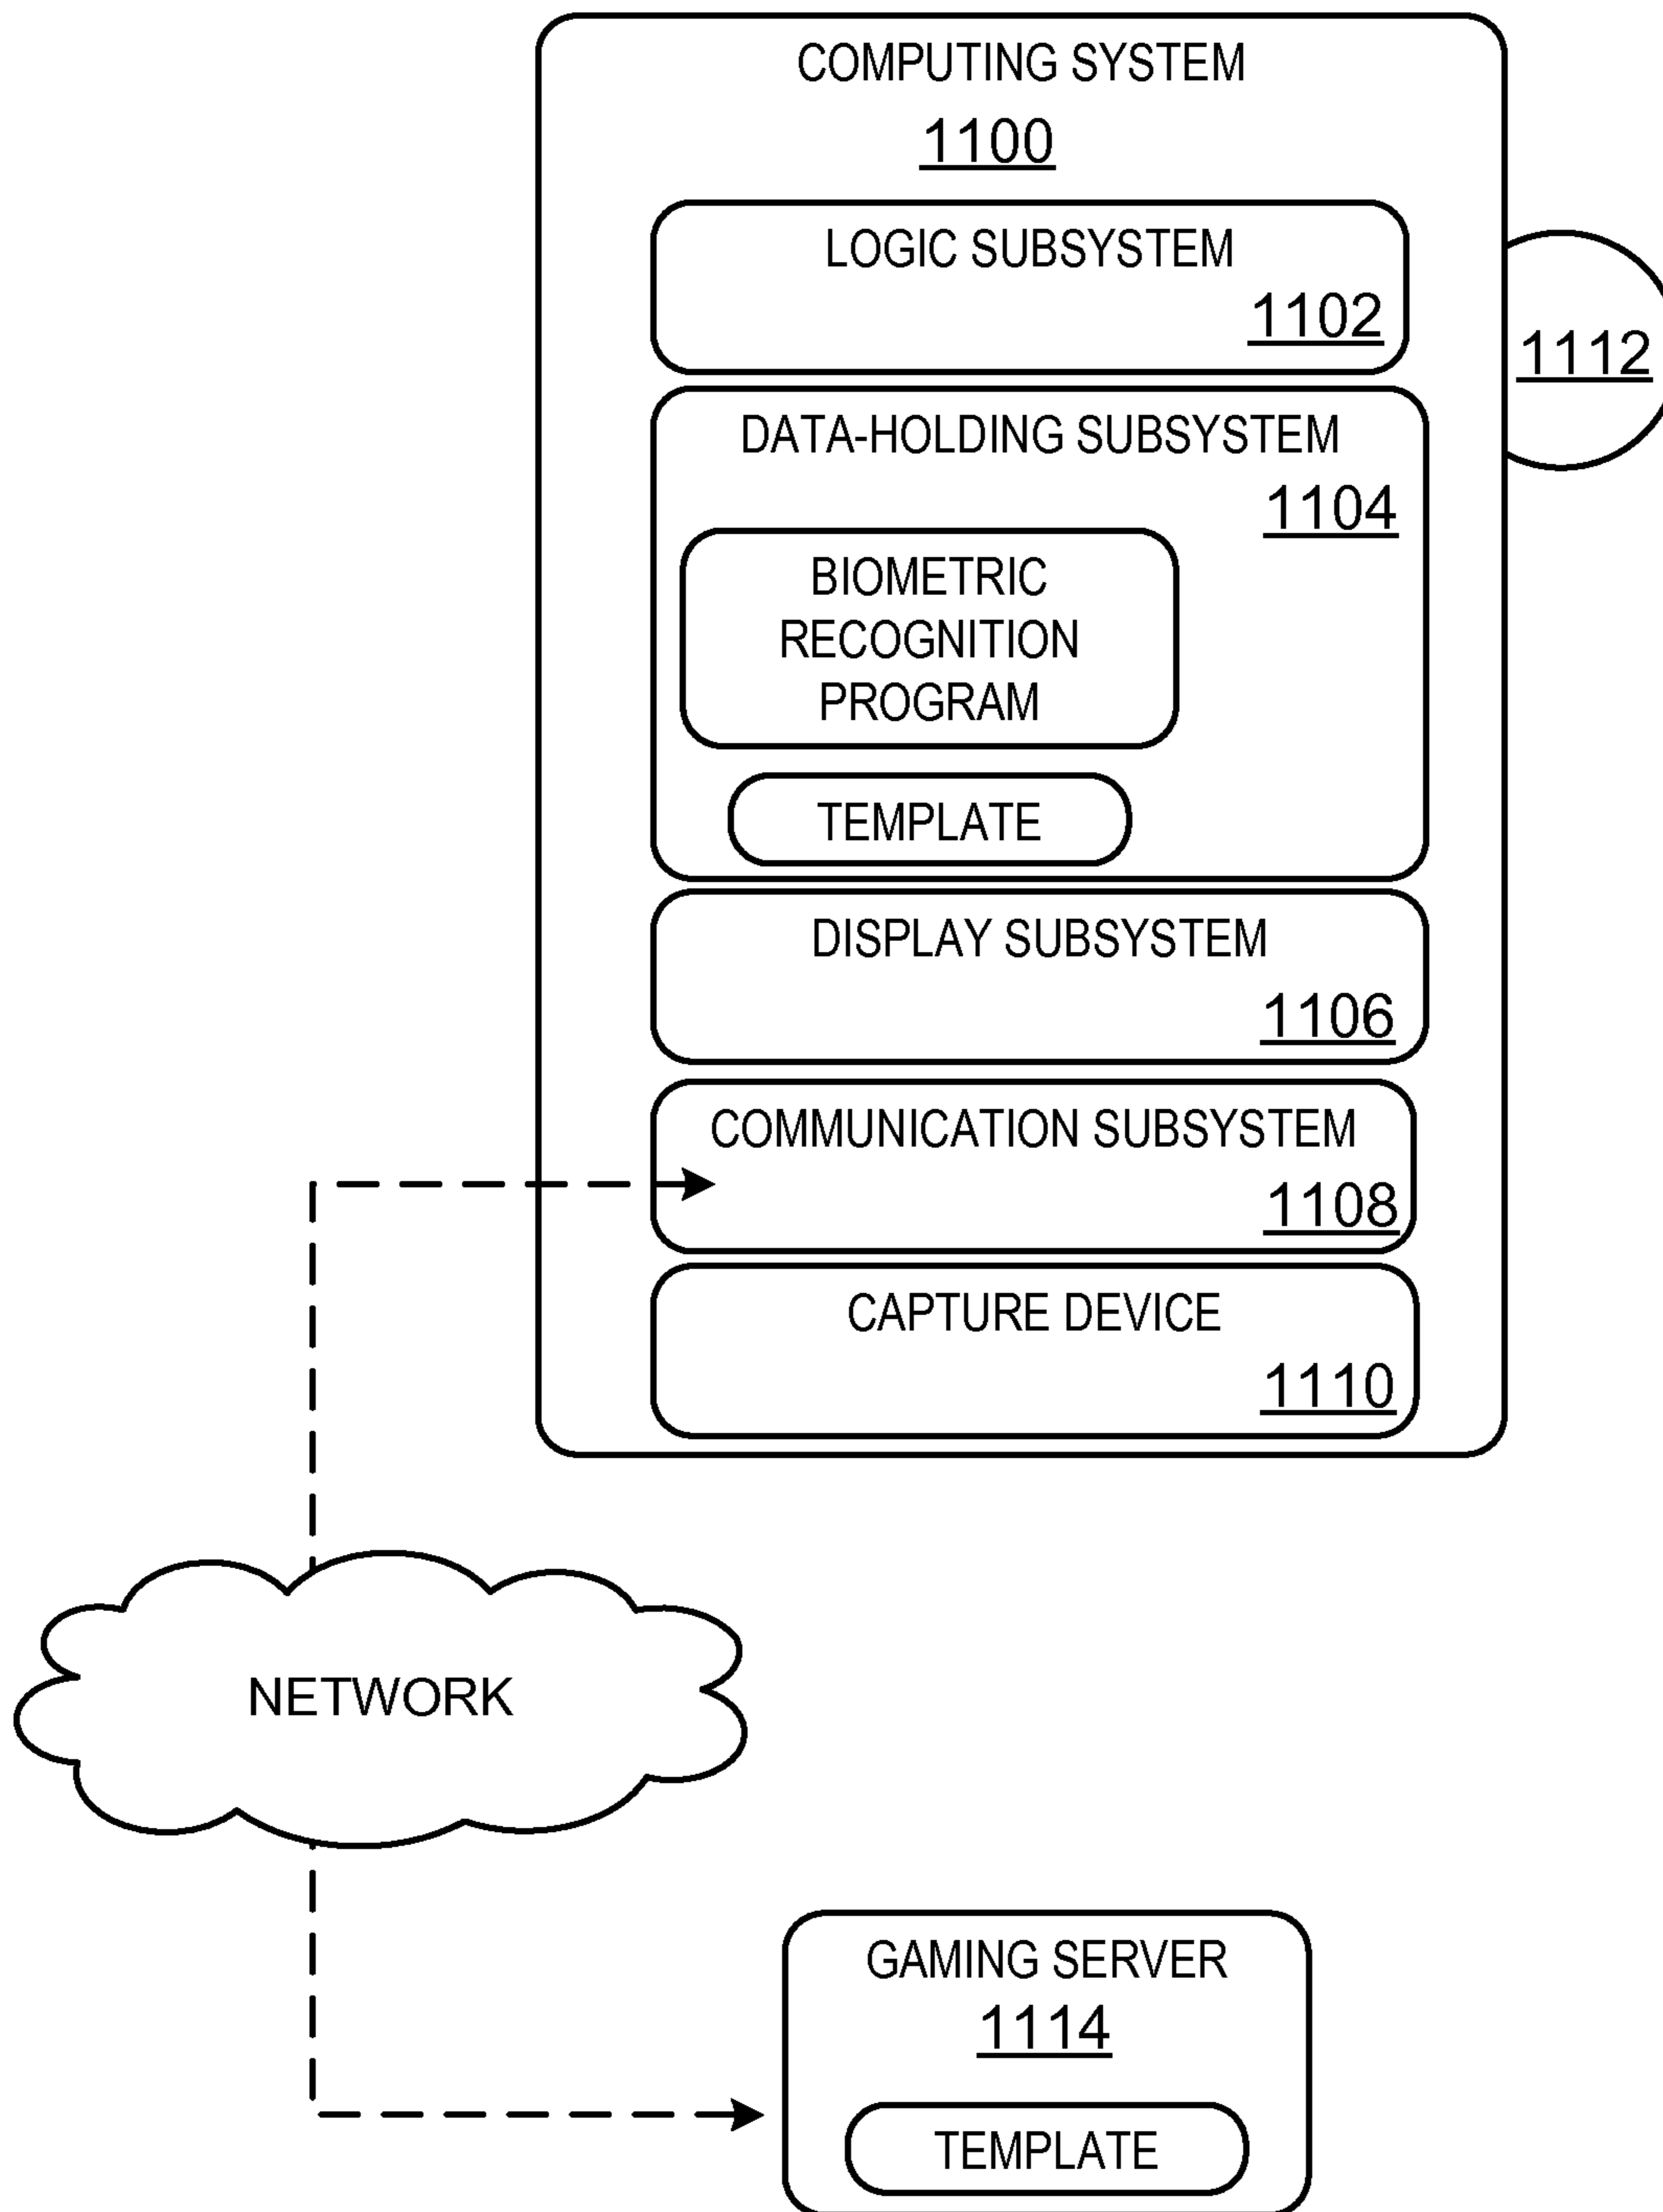 COMPUTING SYSTEM
1100
LOGIC SUBSYSTEM
1102
1112
DATA-HOLDING SUBSYSTEM
1104
BIOMETRIC
RECOGNITION
PROGRAM
TEMPLATE
DISPLAY SUBSYSTEM
1106
COMMUNICATION SUBSYSTEM
1108
CAPTURE DEVICE
1110
NETWORK
GAMING SERVER
1114
TEMPLATE